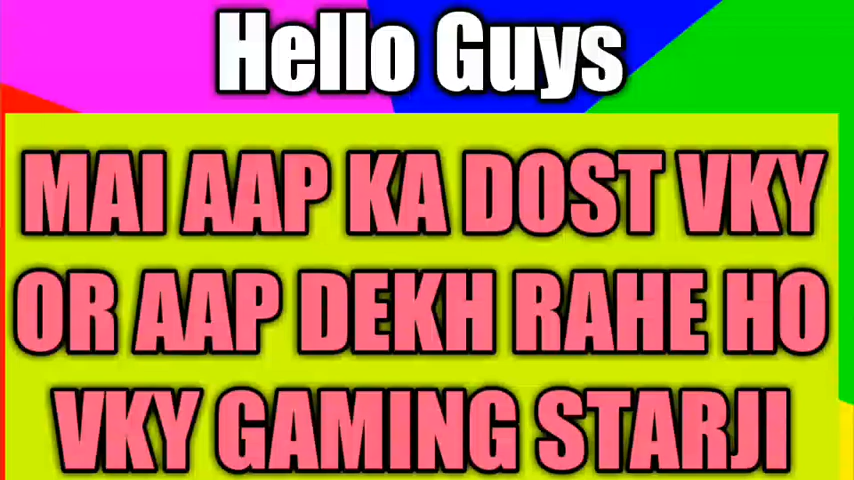 Hello Guys
MAI AAP KA DOST VKY
OR AAP DEKH RAHE HO
VKY GAMING STARJI